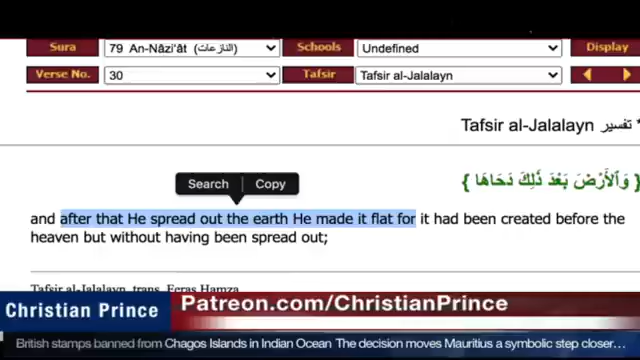 Sura 79 An-Nâzi'ât (النازعات) Schools Undefined Display
Verse No. 30 Tafsir Tafsir al-Jalalayn
Tafsir al-Jalalayn تفسير *
{ وَٱلأَرْضَ بَعْدَ ذَلِكَ دَحَاهَا }
Search Copy
and after that He spread out the earth He made it flat for it had been created before the
heaven but without having been spread out;
Tafsir al-Jalalayn, trans. Feras Hamza
Christian Prince Patreon.com/ChristianPrince
British stamps banned from Chagos Islands in Indian Ocean The decision moves Mauritius a symbolic step closer...